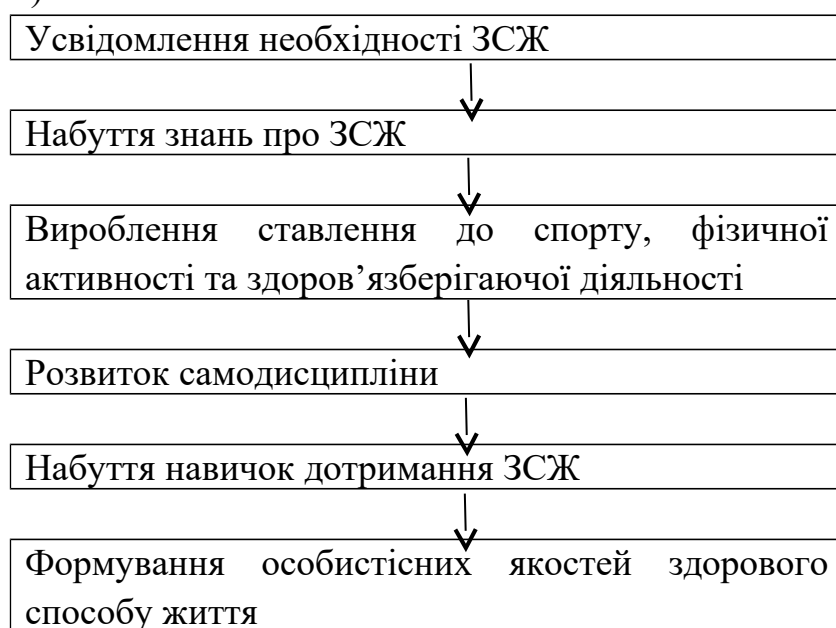 )
Усвідомлення необхідності ЗСЖ
Набуття знань про ЗСЖ
Вироблення ставлення до спорту, фізичної
активності та здоров’язберігаючої діяльності
Розвиток самодисципліни
Набуття навичок дотримання ЗСЖ
Формування особистісних якостей здорового
способу життя